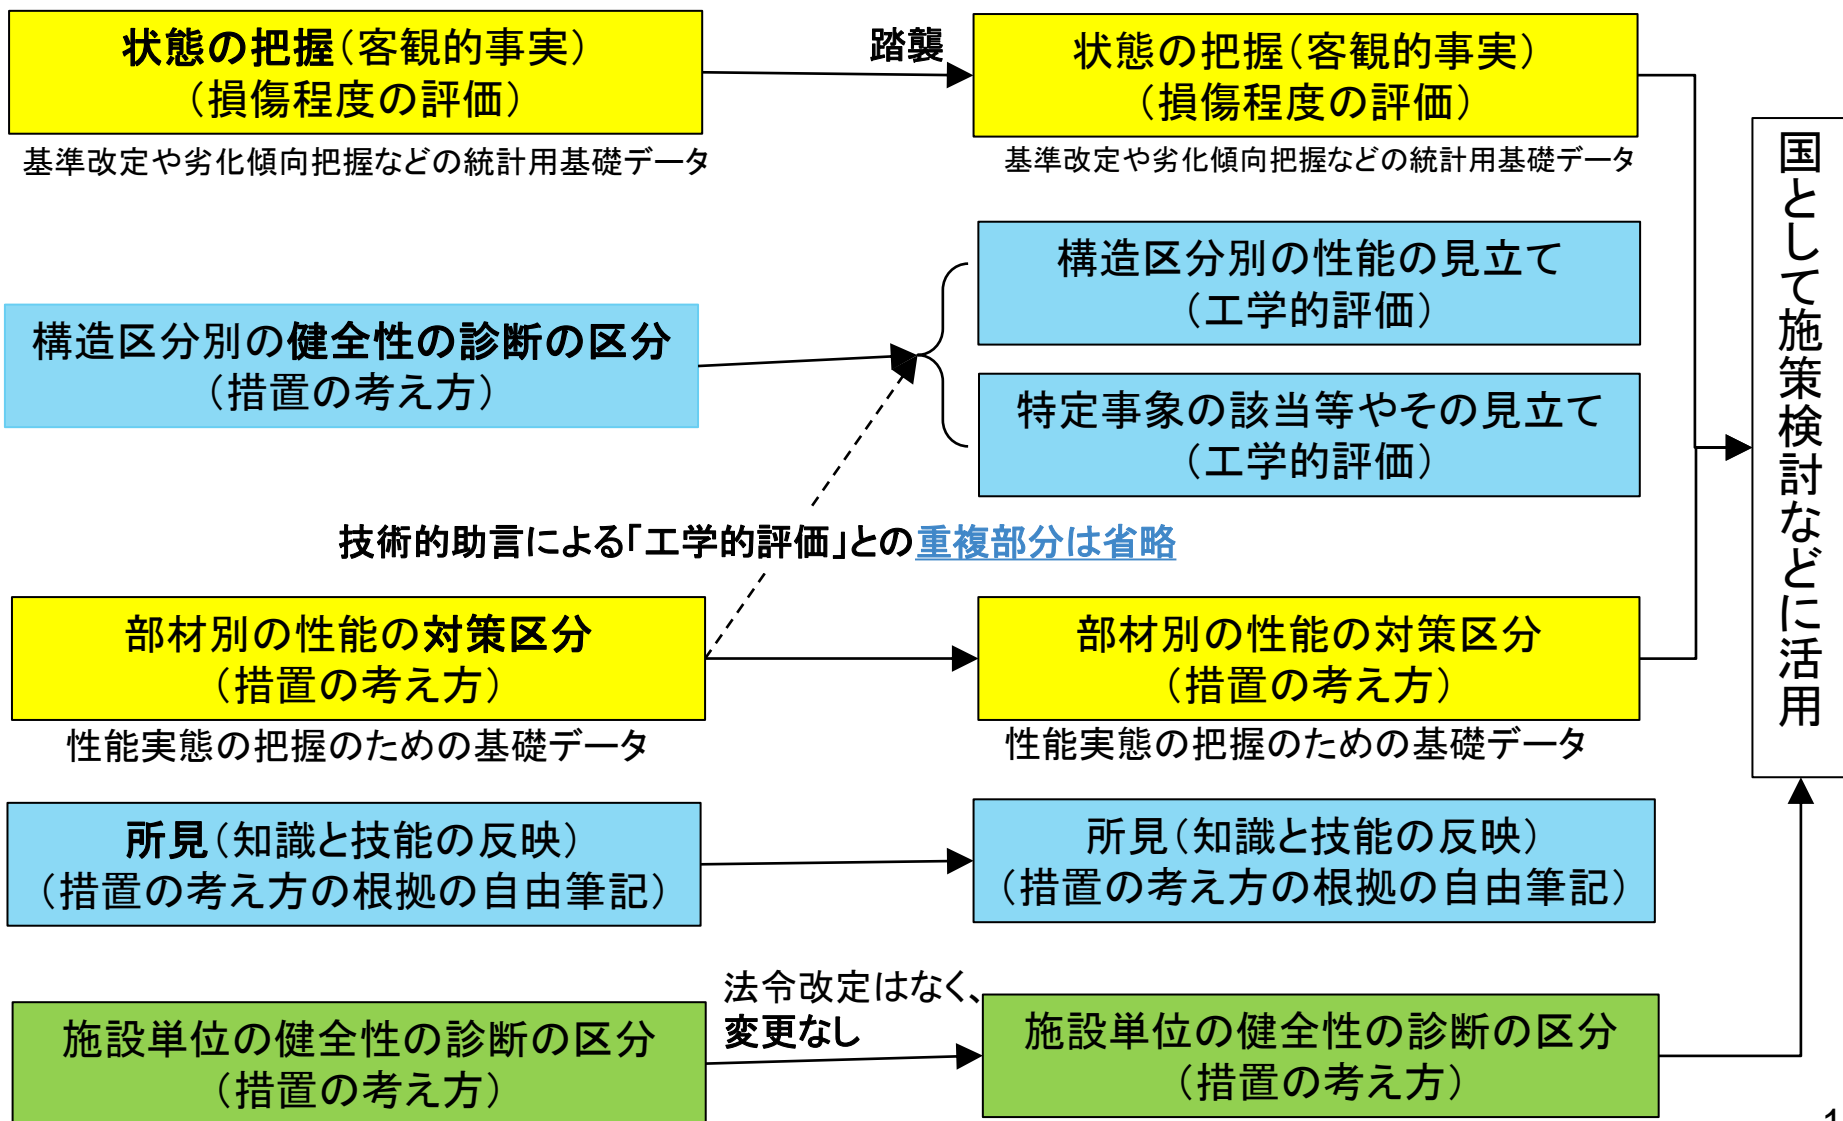 状態の把握（客観的事実）
（損傷程度の評価）
基準改定や劣化傾向把握などの統計用基礎データ
踏襲
状態の把握（客観的事実）
（損傷程度の評価）
基準改定や劣化傾向把握などの統計用基礎データ
構造区分別の健全性の診断の区分
（措置の考え方）
構造区分別の性能の見立て
（工学的評価）
特定事象の該当等やその見立て
（工学的評価）
技術的助言による「工学的評価」との重複部分は省略
部材別の性能の対策区分
（措置の考え方）
性能実態の把握のための基礎データ
部材別の性能の対策区分
（措置の考え方）
性能実態の把握のための基礎データ
所見（知識と技能の反映）
（措置の考え方の根拠の自由筆記）
所見（知識と技能の反映）
（措置の考え方の根拠の自由筆記）
施設単位の健全性の診断の区分
（措置の考え方）
法令改定はなく、
変更なし
施設単位の健全性の診断の区分
（措置の考え方）
国として施策検討などに活用